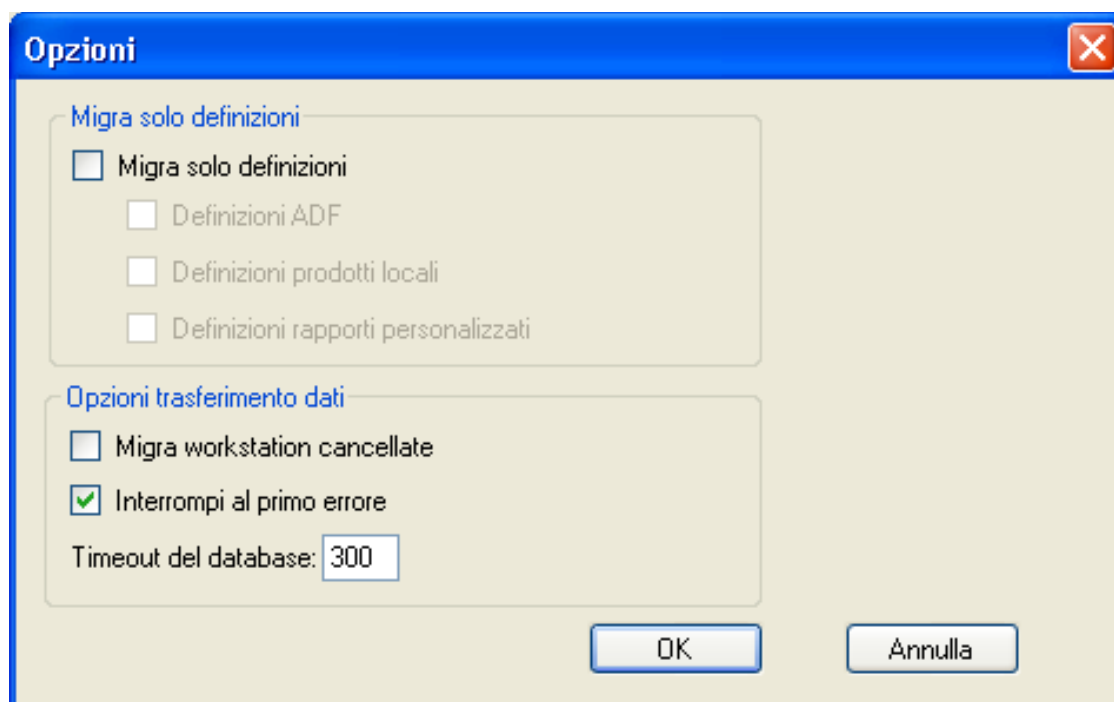 Opzioni
Migra solo definizioni
Migra solo definizioni
Definizioni ADF
Definizioni prodotti locali
Definizioni rapporti personalizzati
Opzioni trasferimento dati
Migra workstation cancellate
Interrompi al primo errore
Timeout del database: 300
OK Annulla